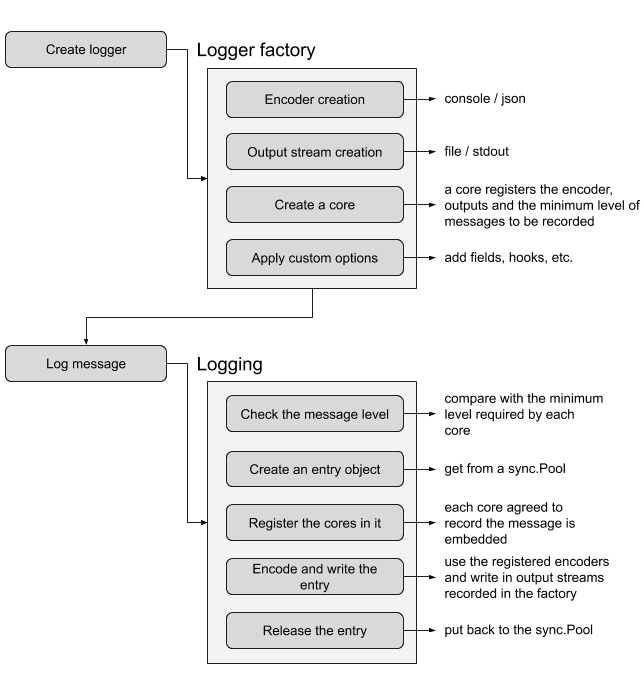 Create logger
Logger factory
Encoder creation
console / json
Output stream creation
file / stdout
Create a core
a core registers the encoder,
outputs and the minimum level of
messages to be recorded
Apply custom options
add fields, hooks, etc.
Log message
Logging
Check the message level
compare with the minimum
level required by each
core
Create an entry object
get from a sync.Pool
Register the cores in it
each core agreed to
record the message is
embedded
Encode and write the
entry
use the registered encoders
and write in output streams
recorded in the factory
Release the entry
put back to the sync.Pool